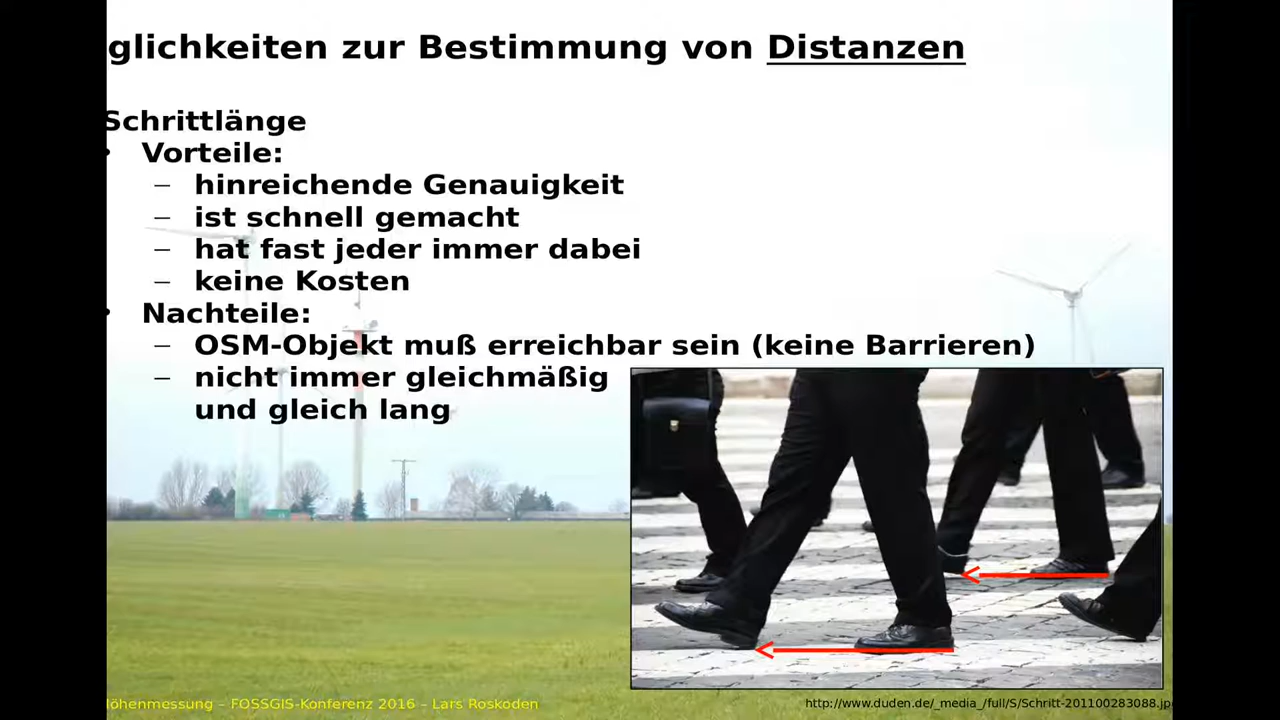 glichkeiten zur Bestimmung von Distanzen
Schrittlänge
• Vorteile:
– hinreichende Genauigkeit
– ist schnell gemacht
– hat fast jeder immer dabei
– keine Kosten
• Nachteile:
– OSM-Objekt muß erreichbar sein (keine Barrieren)
– nicht immer gleichmäßig
und gleich lang
öhenmessung – FOSSGIS-Konferenz 2016 – Lars Roskoden
http://www.duden.de/_media_/full/S/Schritt-201100283088.jp